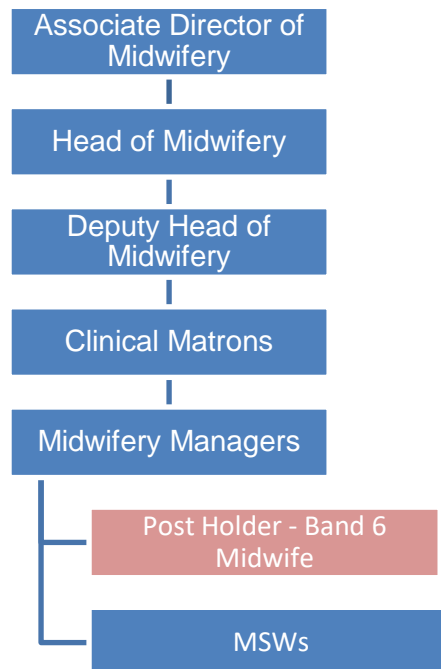 Associate Director of
Midwifery
Head of Midwifery
Deputy Head of
Midwifery
Clinical Matrons
Midwifery Managers
Post Holder - Band 6
Midwife
MSWs